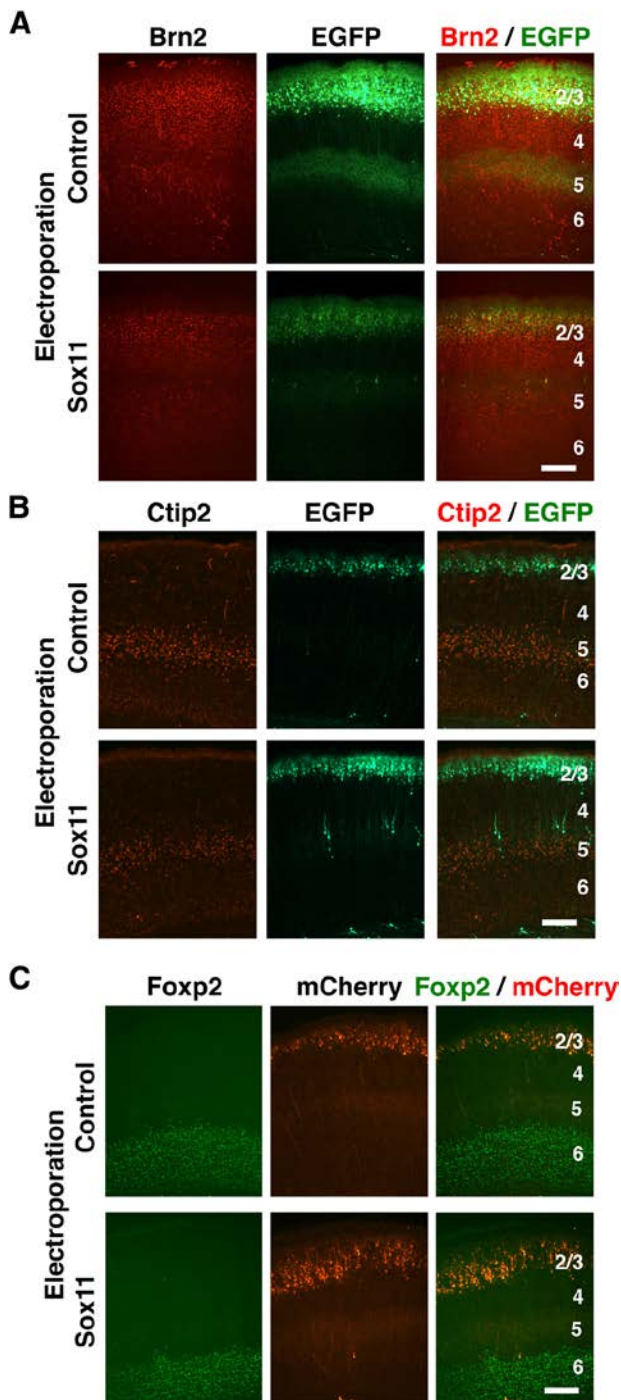 A
Brn2 EGFP Brn2 / EGFP
Electroporation
Control
2/3
4
5
6
Sox11
2/3
4
5
6
B
Ctip2 EGFP Ctip2 / EGFP
Electroporation
Control
2/3
4
5
6
Sox11
2/3
4
5
6
C
Foxp2 mCherry Foxp2 / mCherry
Electroporation
Control
2/3
4
5
6
Sox11
2/3
4
5
6